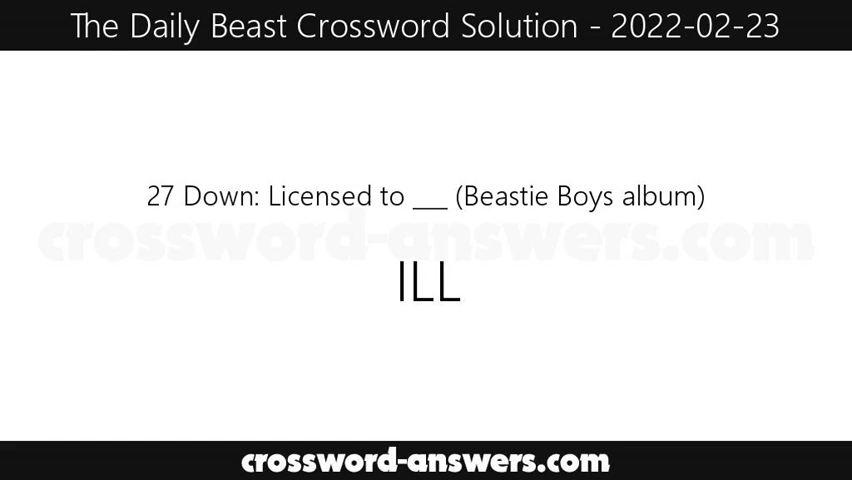 The Daily Beast Crossword Solution - 2022-02-23
27 Down: Licensed to ___ (Beastie Boys album)
crossword-answers.com
ILL
crossword-answers.com